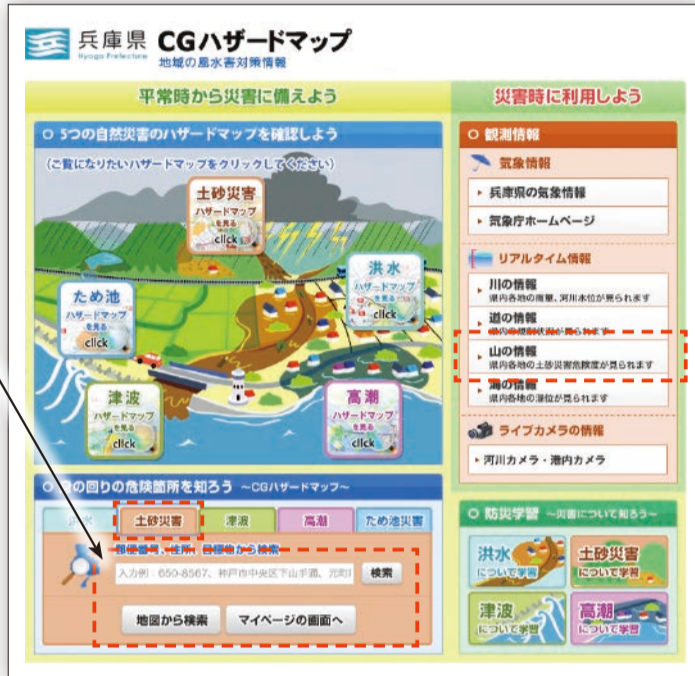 兵庫県 CGハザードマップ
Hyogo Prefecture
地域の風水害対策情報
平常時から災害に備えよう
5つの自然災害のハザードマップを確認しよう
(ご覧になりたいハザードマップをクリックしてください)
土砂災害
ハザードマップ
を見る
click
洪水
ハザードマップ
を見る
click
ため池
ハザードマップ
を見る
click
津波
ハザードマップ
を見る
click
高潮
ハザードマップ
を見る
click
の回りの危険箇所を知ろう ~CGハザードマップ~
土砂災害
津波
高潮
ため池災害
郵便番号、住所、目標物から検索
入力例:650-8567、神戸市中央区下山手通、元町
検索
地図から検索
マイページの画面へ
災害時に利用しよう
観測情報
気象情報
兵庫県の気象情報
気象庁ホームページ
リアルタイム情報
川の情報
県内各地の雨量、河川水位が見られます
道の情報
山の情報
県内各地の土砂災害危険度が見られます
海の情報
県内各地の潮位が見られます
ライブカメラの情報
河川カメラ・港内カメラ
防災学習 ~災害について知ろう~
洪水
について学習
土砂災害
について学習
津波
について学習
高潮
について学習